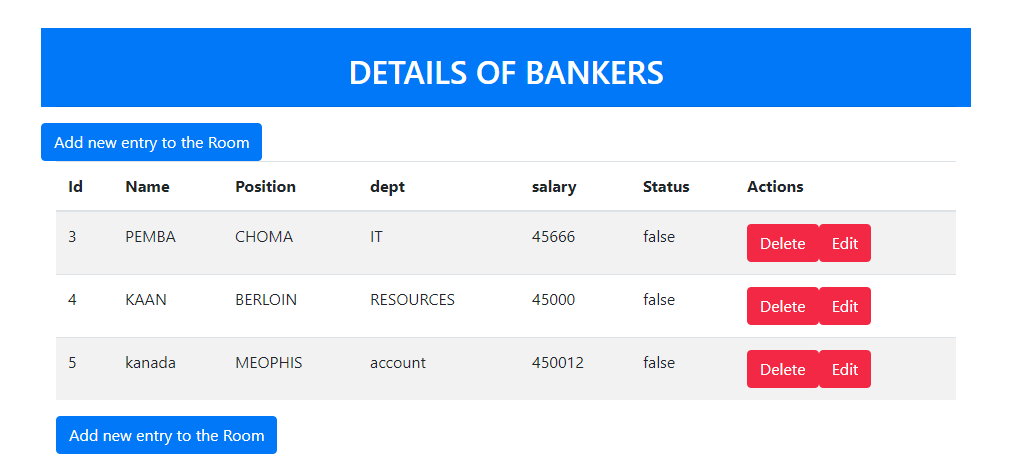 DETAILS OF BANKERS
Add new entry to the Room
Id Name Position dept salary Status Actions
3 PEMBA CHOMA IT 45666 false Delete Edit
4 KAAN BERLOIN RESOURCES 45000 false Delete Edit
5 kanada MEOPHIS account 450012 false Delete Edit
Add new entry to the Room